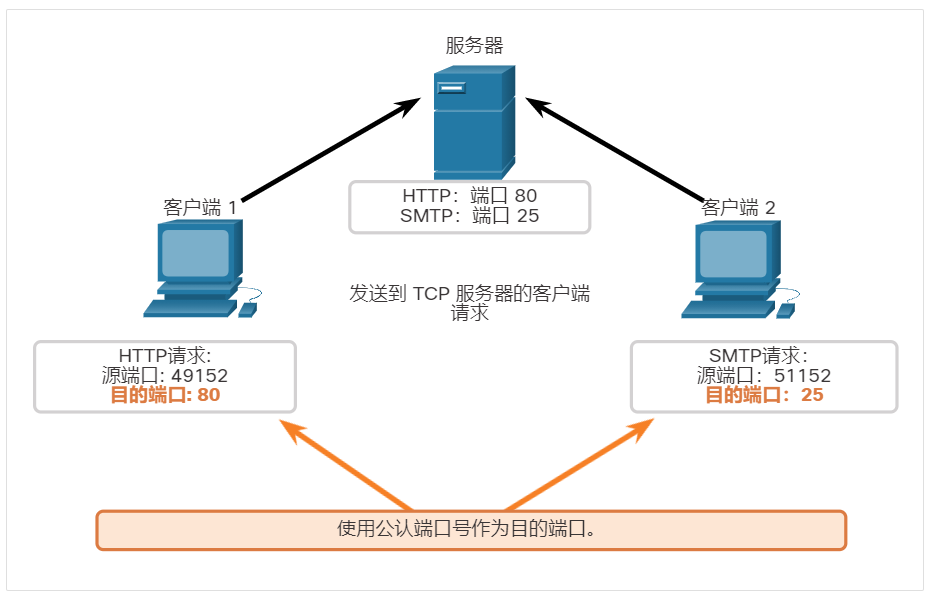 服务器
HTTP：端口 80
SMTP：端口 25
客户端 1
客户端 2
发送到 TCP 服务器的客户端
请求
HTTP请求:
源端口: 49152
目的端口: 80
SMTP请求：
源端口：51152
目的端口：25
使用公认端口号作为目的端口。